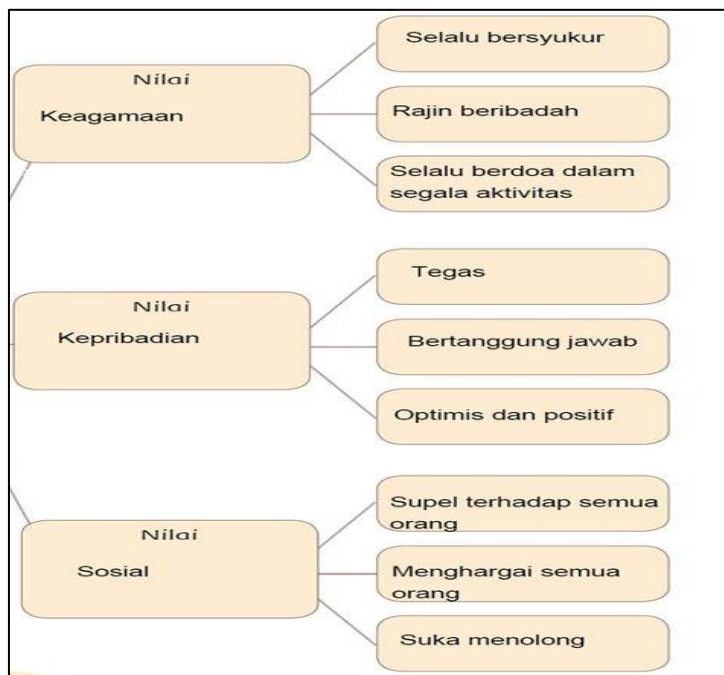 Nilai
Keagamaan
Selalu bersyukur
Rajin beribadah
Selalu berdoa dalam
segala aktivitas
Nilai
Kepribadian
Tegas
Bertanggung jawab
Optimis dan positif
Nilai
Sosial
Supel terhadap semua
orang
Menghargai semua
orang
Suka menolong